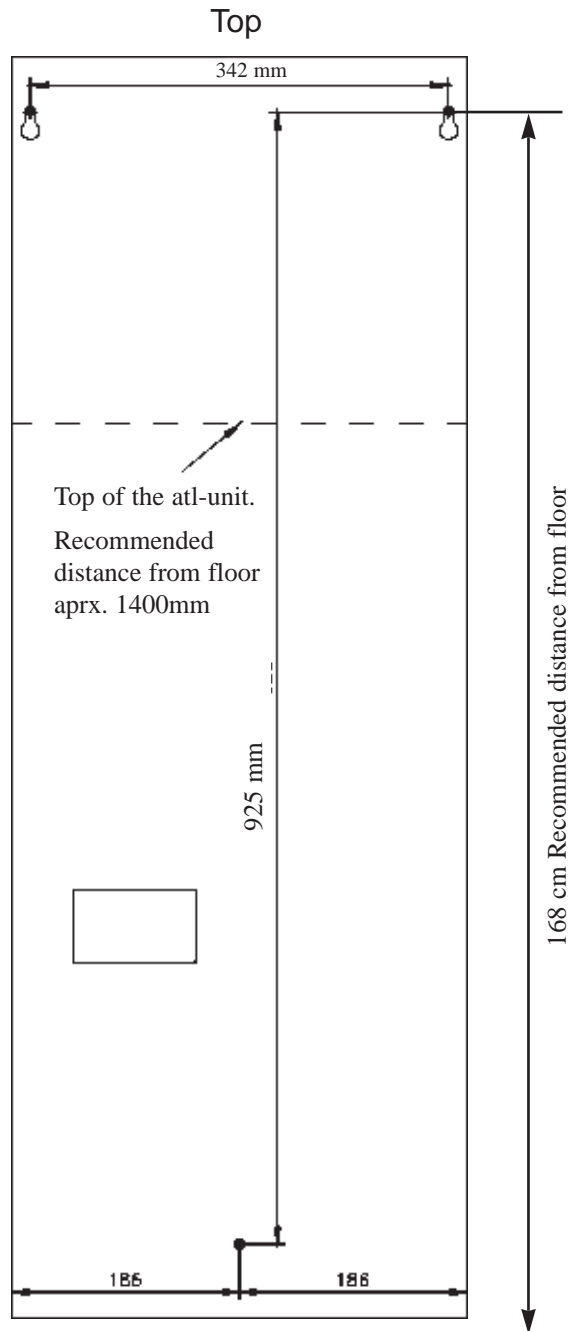 Top
342 mm
Top of the atl-unit.
Recommended
distance from floor
aprx. 1400mm
925 mm
168 cm Recommended distance from floor
186
186